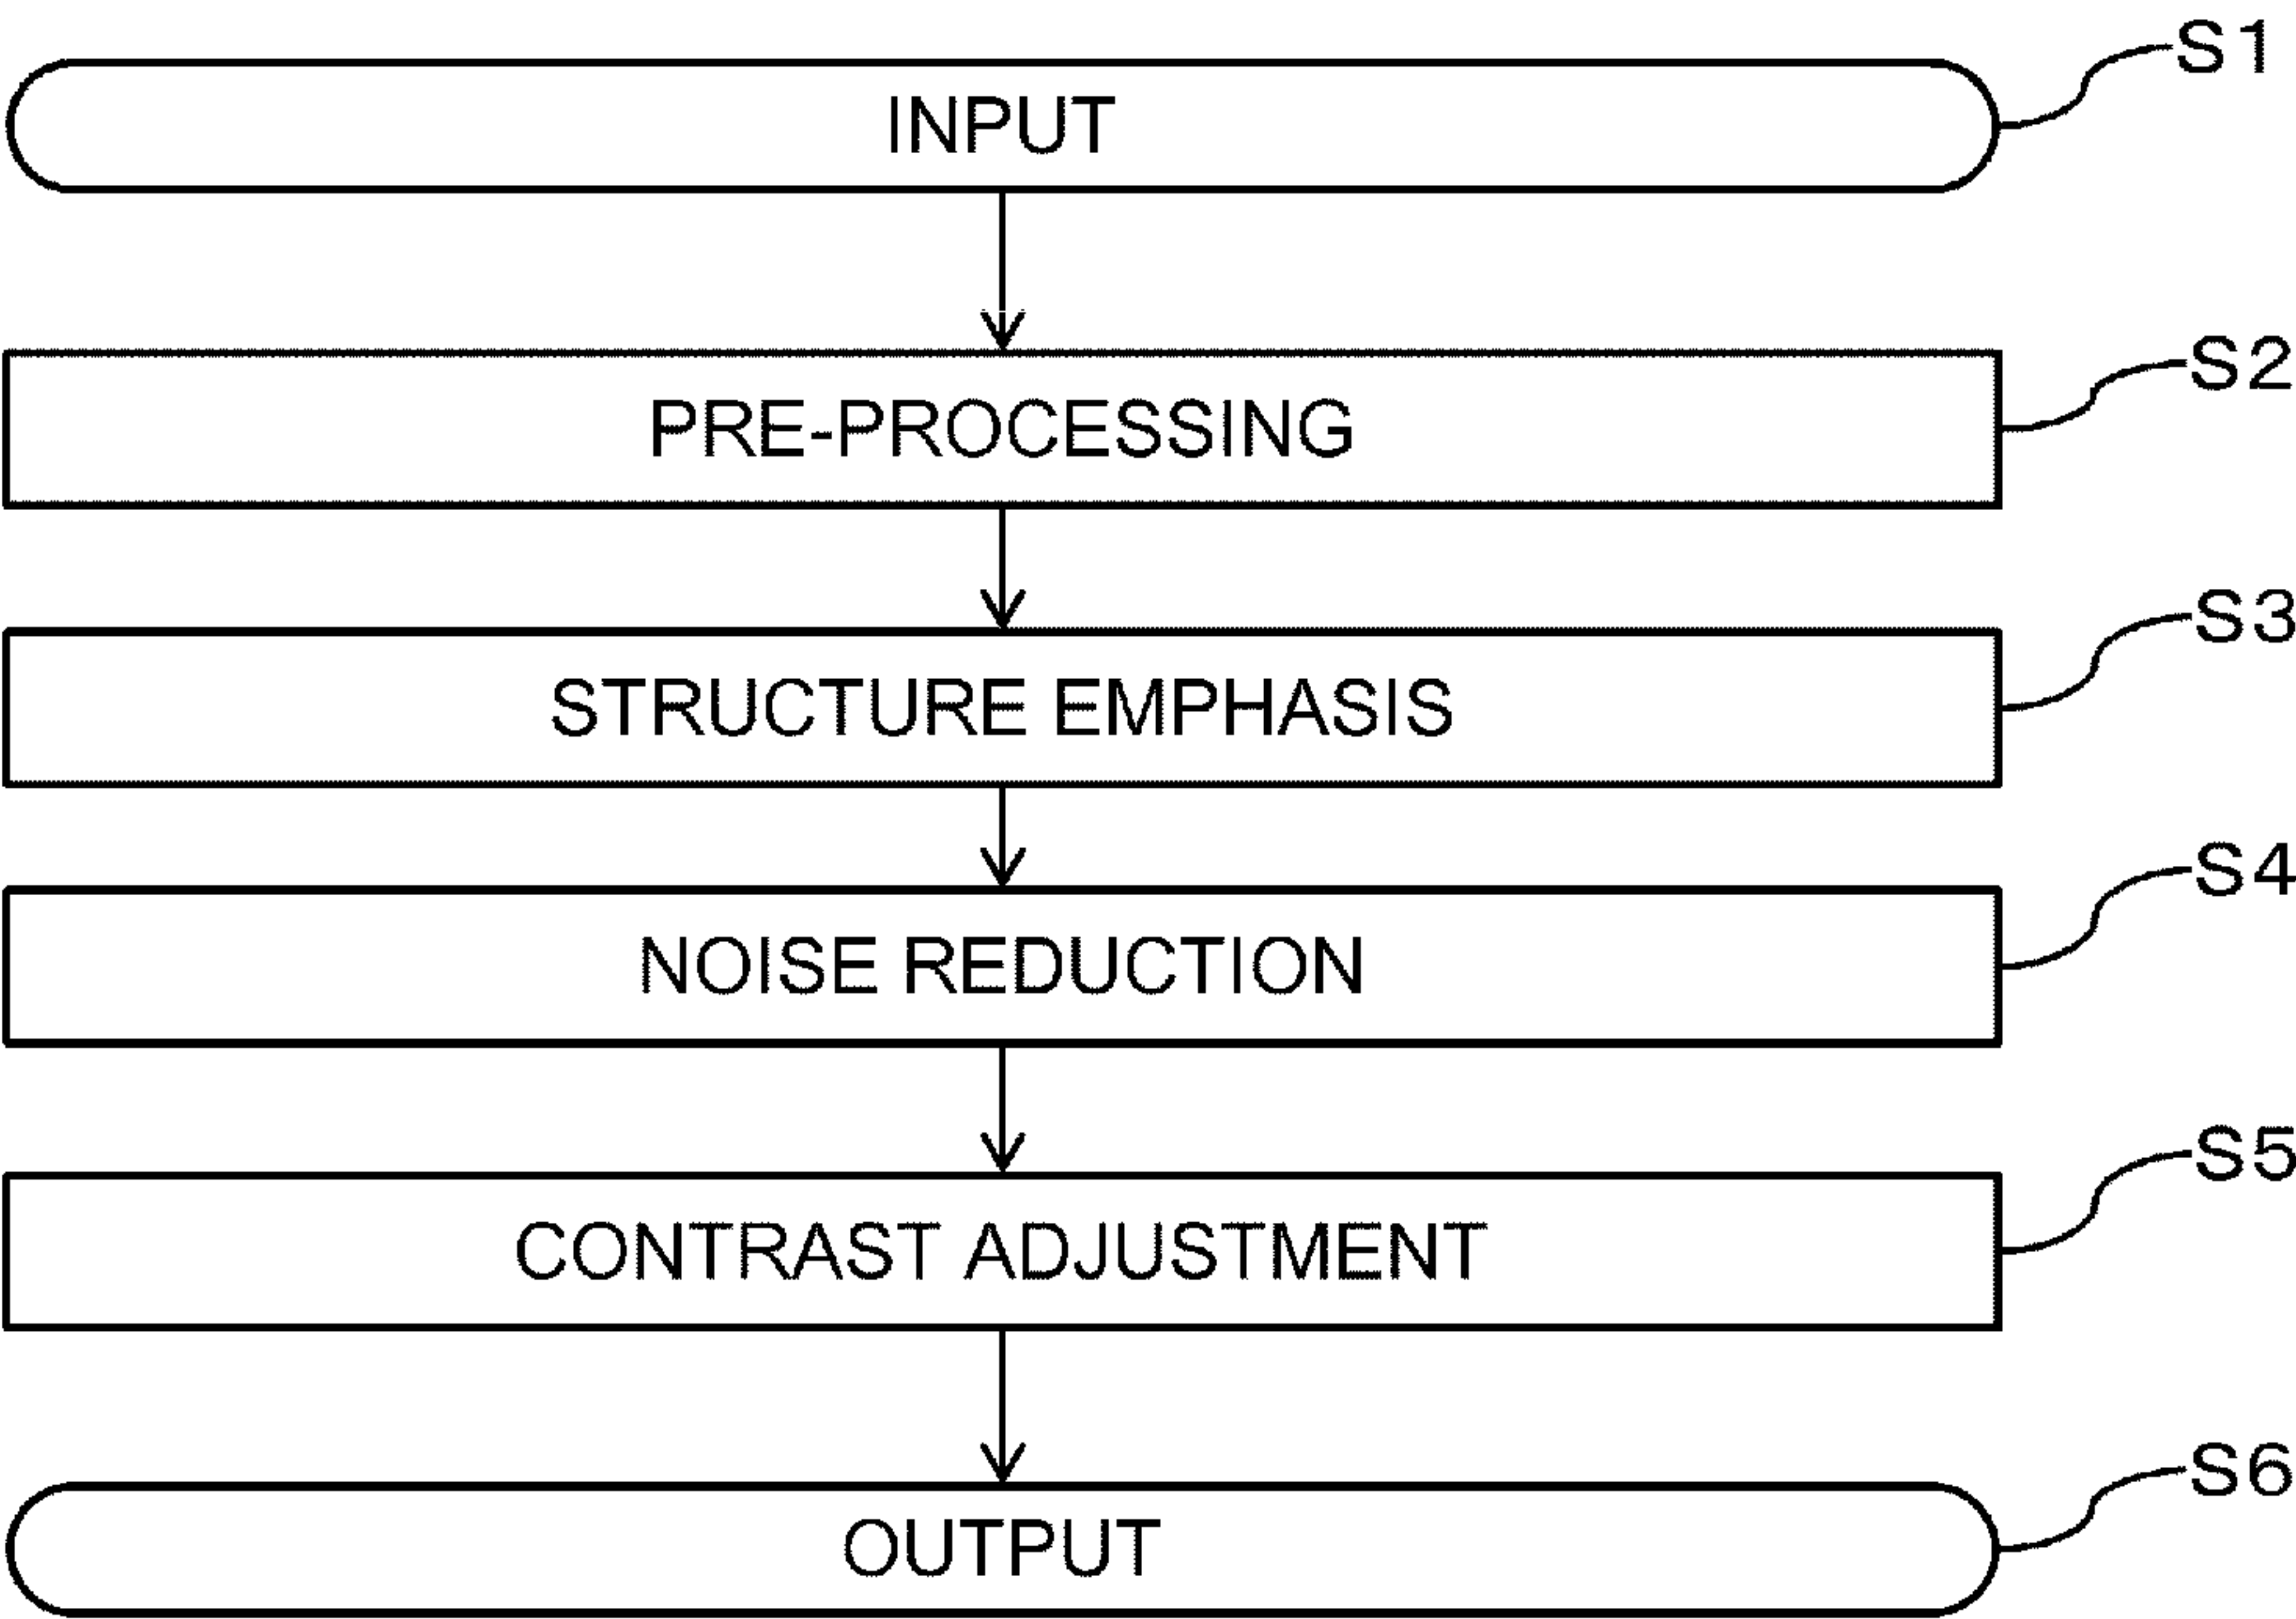 S1
INPUT
S2
PRE-PROCESSING
S3
STRUCTURE EMPHASIS
S4
NOISE REDUCTION
S5
CONTRAST ADJUSTMENT
S6
OUTPUT